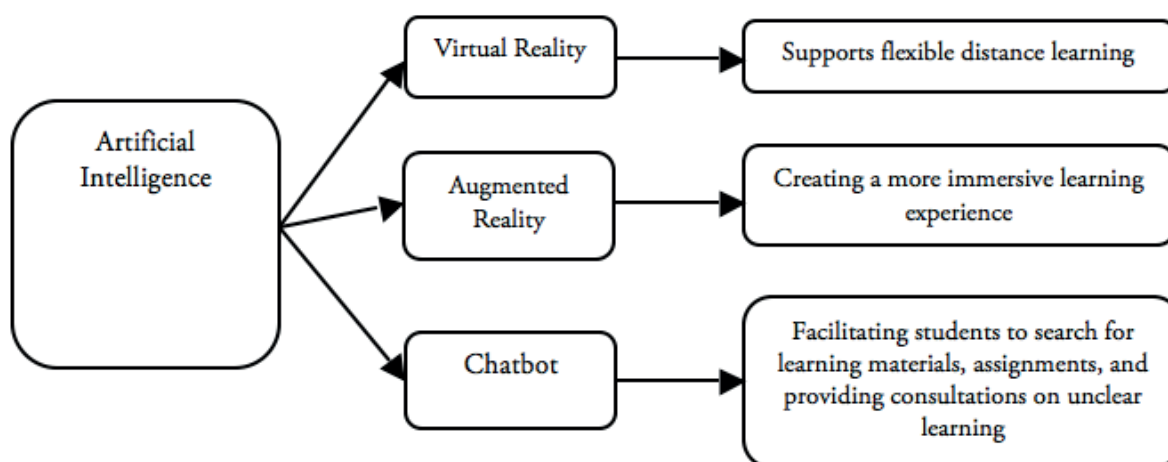 Artificial
Intelligence
Virtual Reality
Supports flexible distance learning
Augmented
Reality
Creating a more immersive learning
experience
Chatbot
Facilitating students to search for
learning materials, assignments, and
providing consultations on unclear
learning